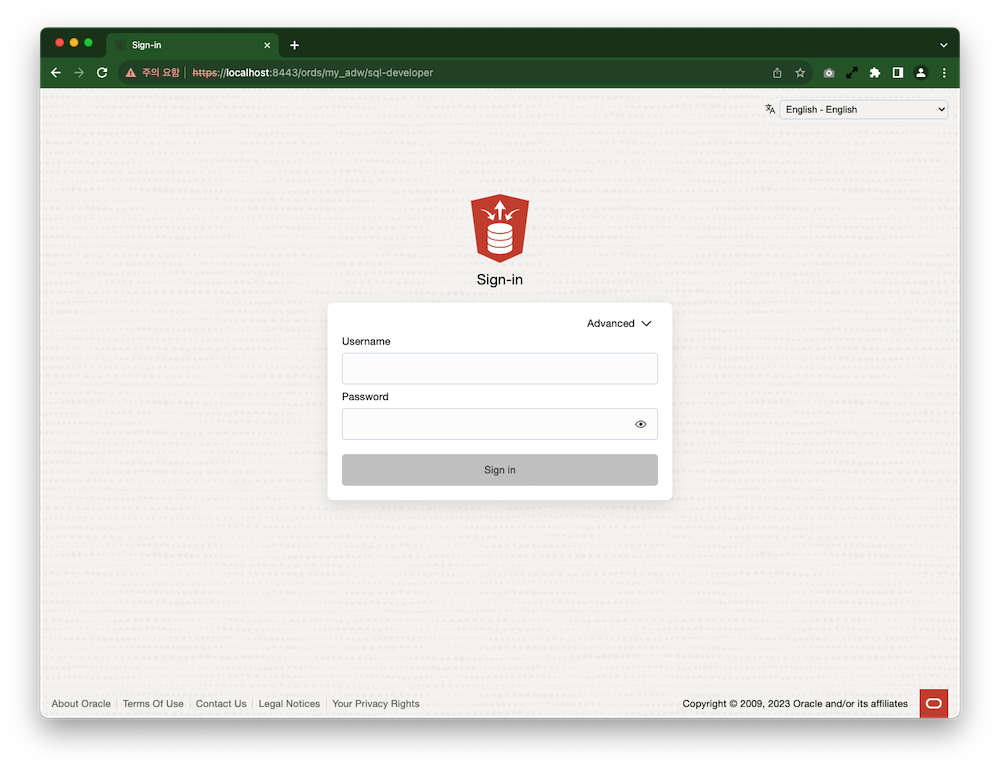 Sign-in
주의 요함 https://localhost:8443/ords/my_adw/sql-developer
English - English
Sign-in
Advanced
Username
Password
Sign in
About Oracle Terms Of Use Contact Us Legal Notices Your Privacy Rights Copyright © 2009, 2023 Oracle and/or its affiliates